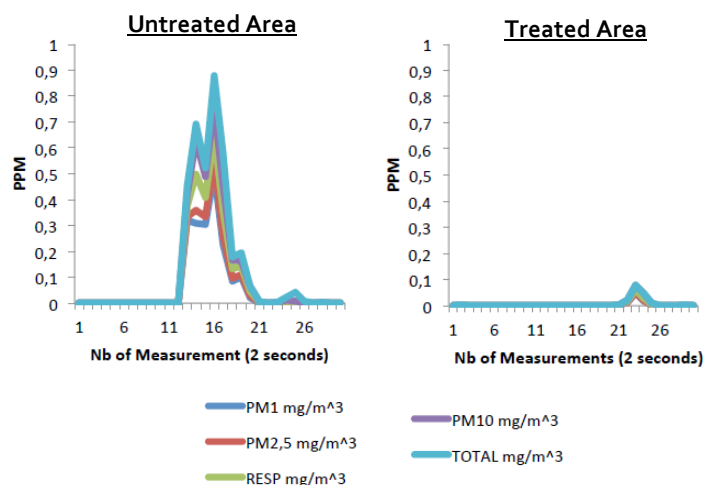 Untreated Area
1
0,9
0,8
0,7
0,6
0,5
0,4
0,3
0,2
0,1
0
PPM
1 6 11 16 21 26
Nb of Measurement (2 seconds)
Treated Area
1
0,9
0,8
0,7
0,6
0,5
0,4
0,3
0,2
0,1
0
PPM
1 6 11 16 21 26
Nb of Measurements (2 seconds)
PM1 mg/m^3
PM2,5 mg/m^3
RESP mg/m^3
PM10 mg/m^3
TOTAL mg/m^3